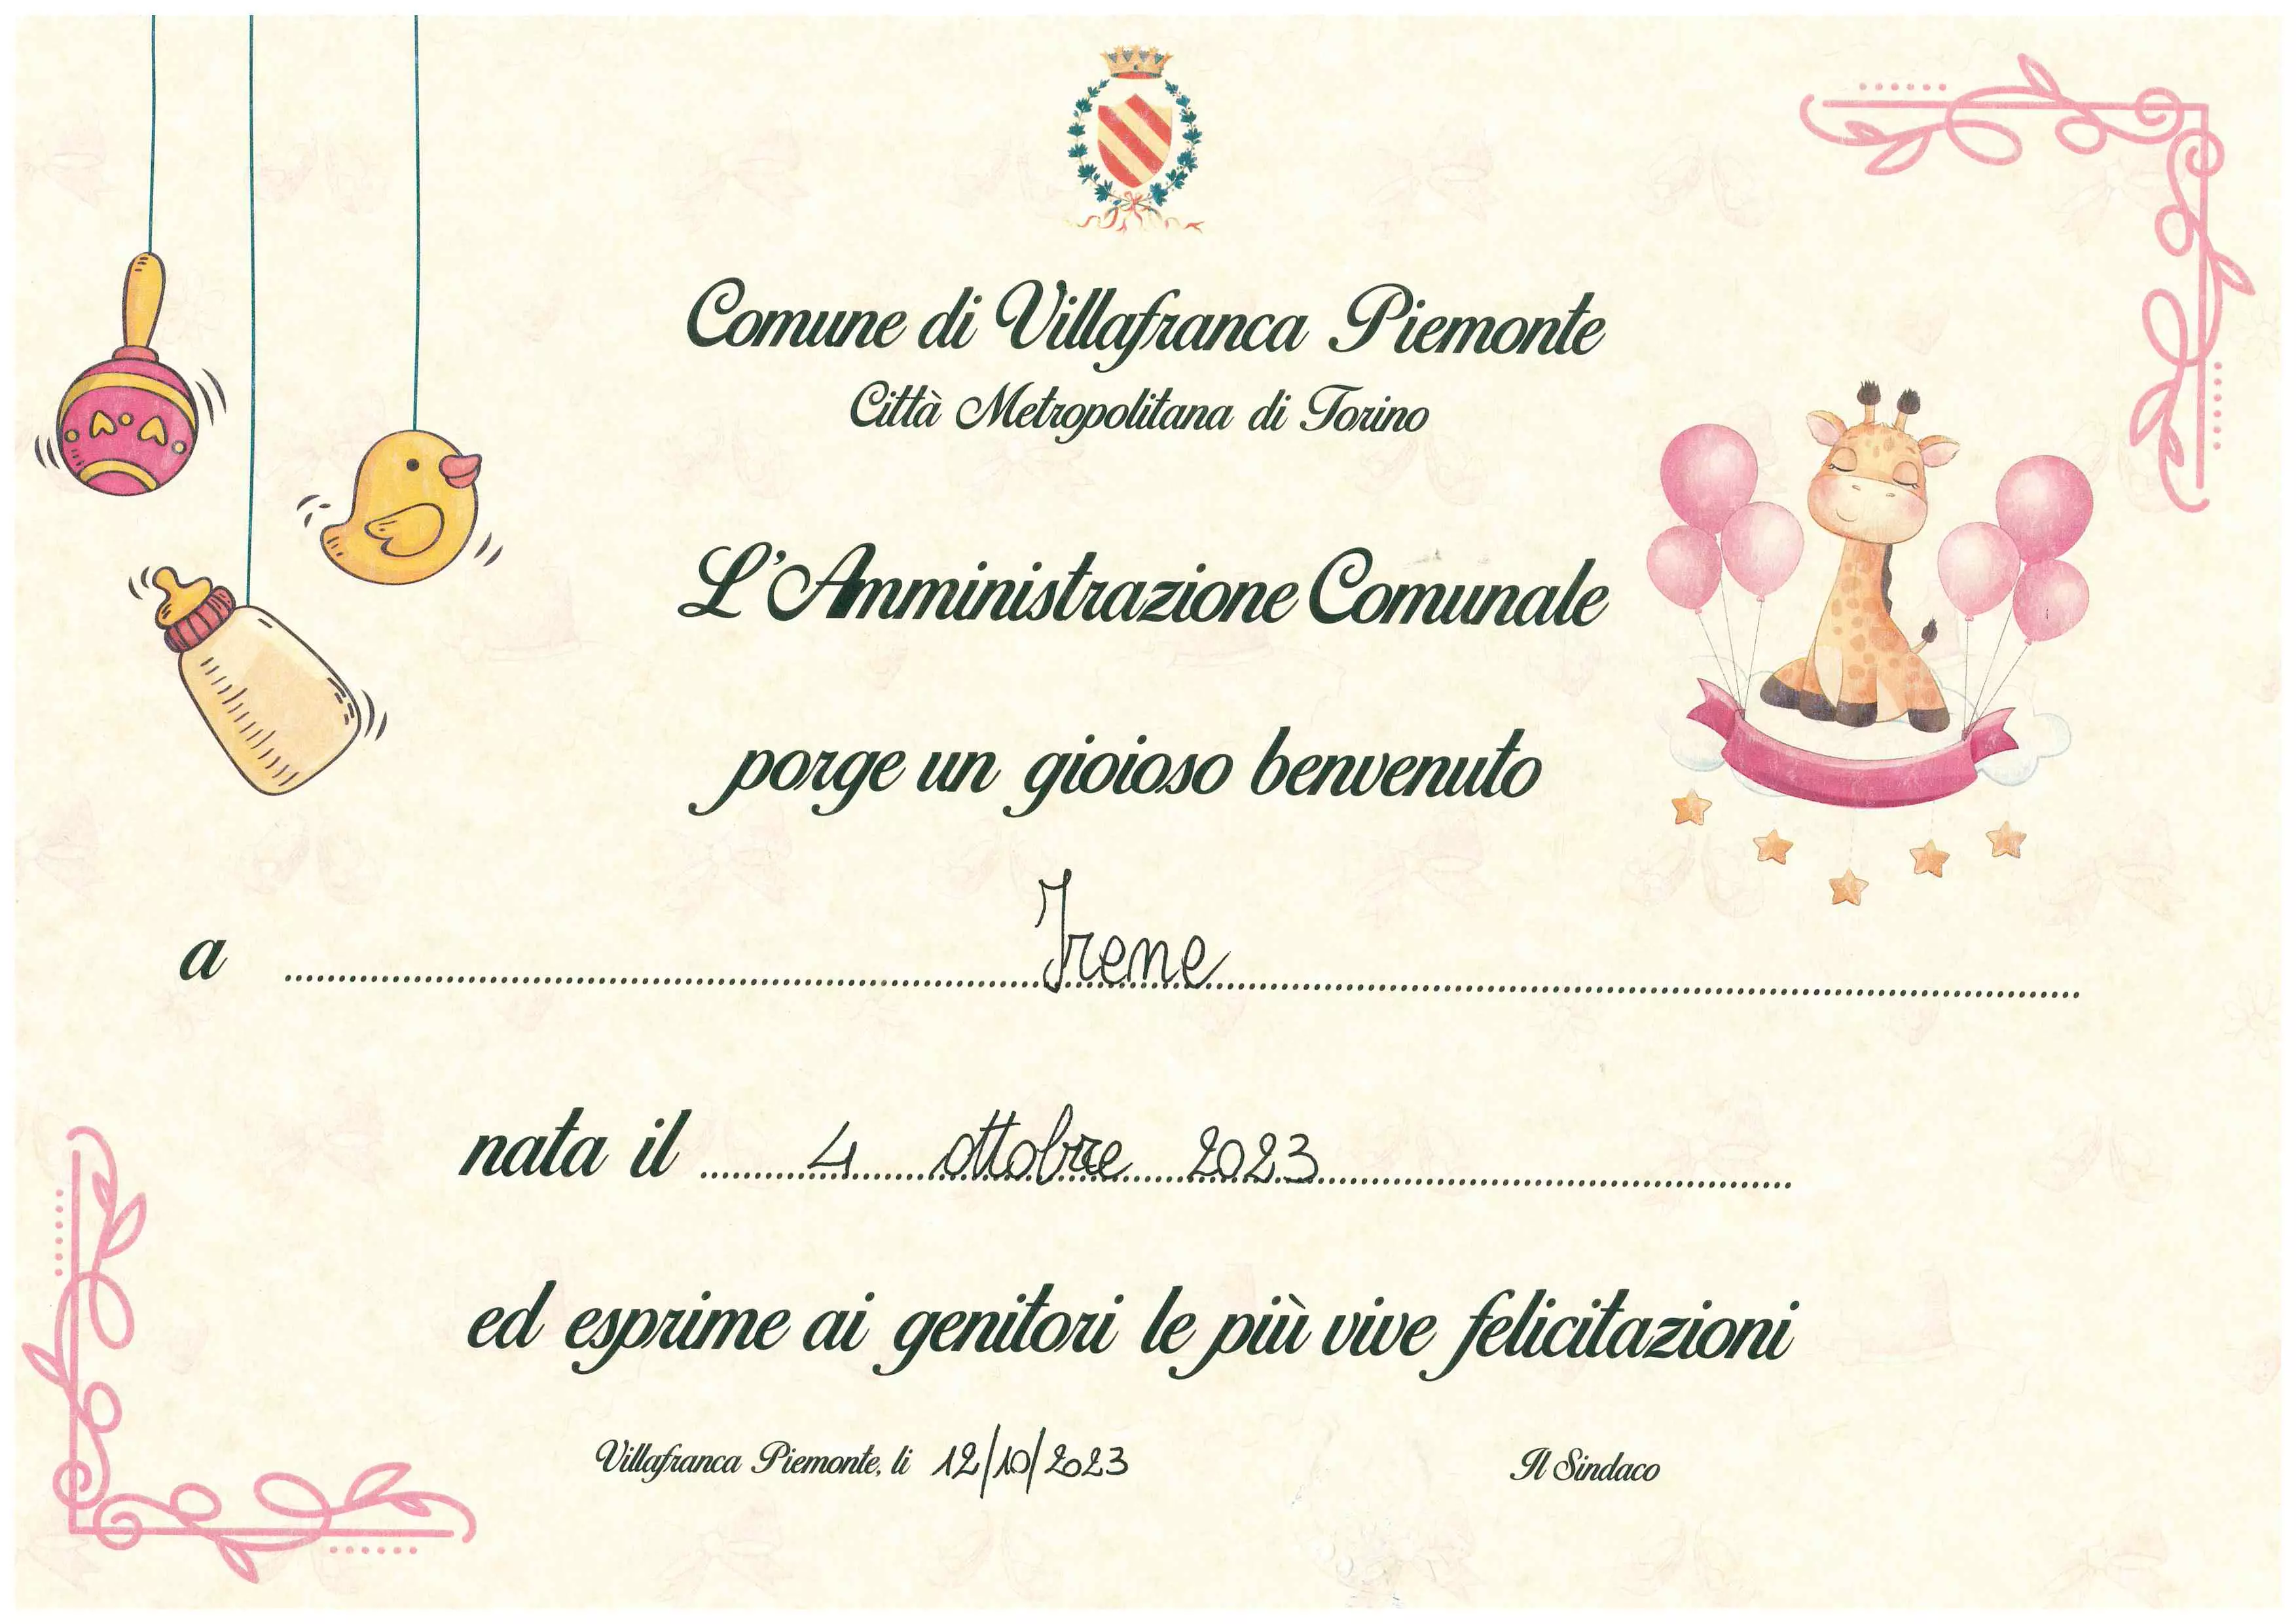 Comune di Villafranca Piemonte
Città Metropolitana di Torino
L'Amministrazione Comunale
porge un gioioso benvenuto
a Irene
nata il 4 ottobre 2023
ed esprime ai genitori le più vive felicitazioni
Villafranca Piemonte, li 12/10/2023 Il Sindaco